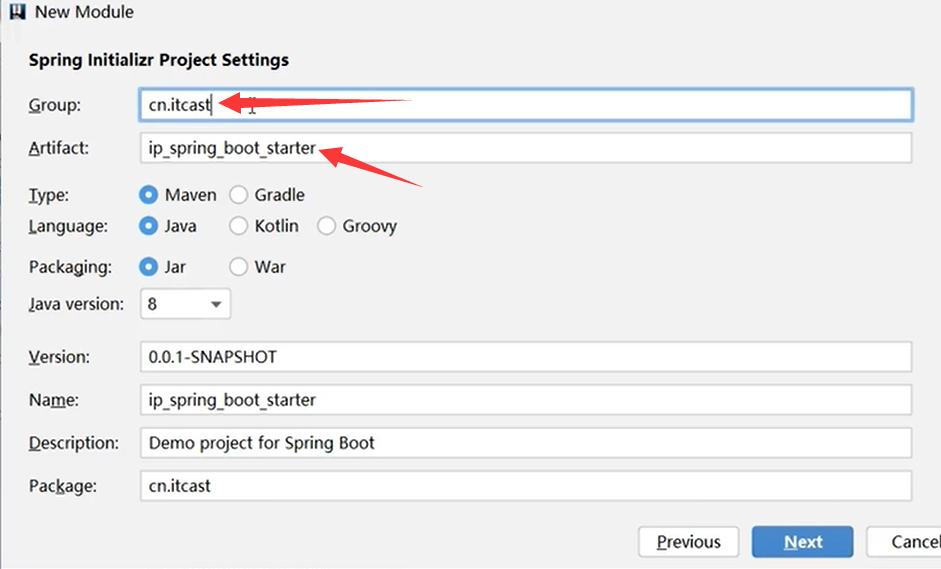 New Module
Spring Initializr Project Settings
Group: cn.itcast
Artifact: ip_spring_boot_starter
Type: Maven Gradle
Language: Java Kotlin Groovy
Packaging: Jar War
Java version: 8
Version: 0.0.1-SNAPSHOT
Name: ip_spring_boot_starter
Description: Demo project for Spring Boot
Package: cn.itcast
Previous Next Cancel